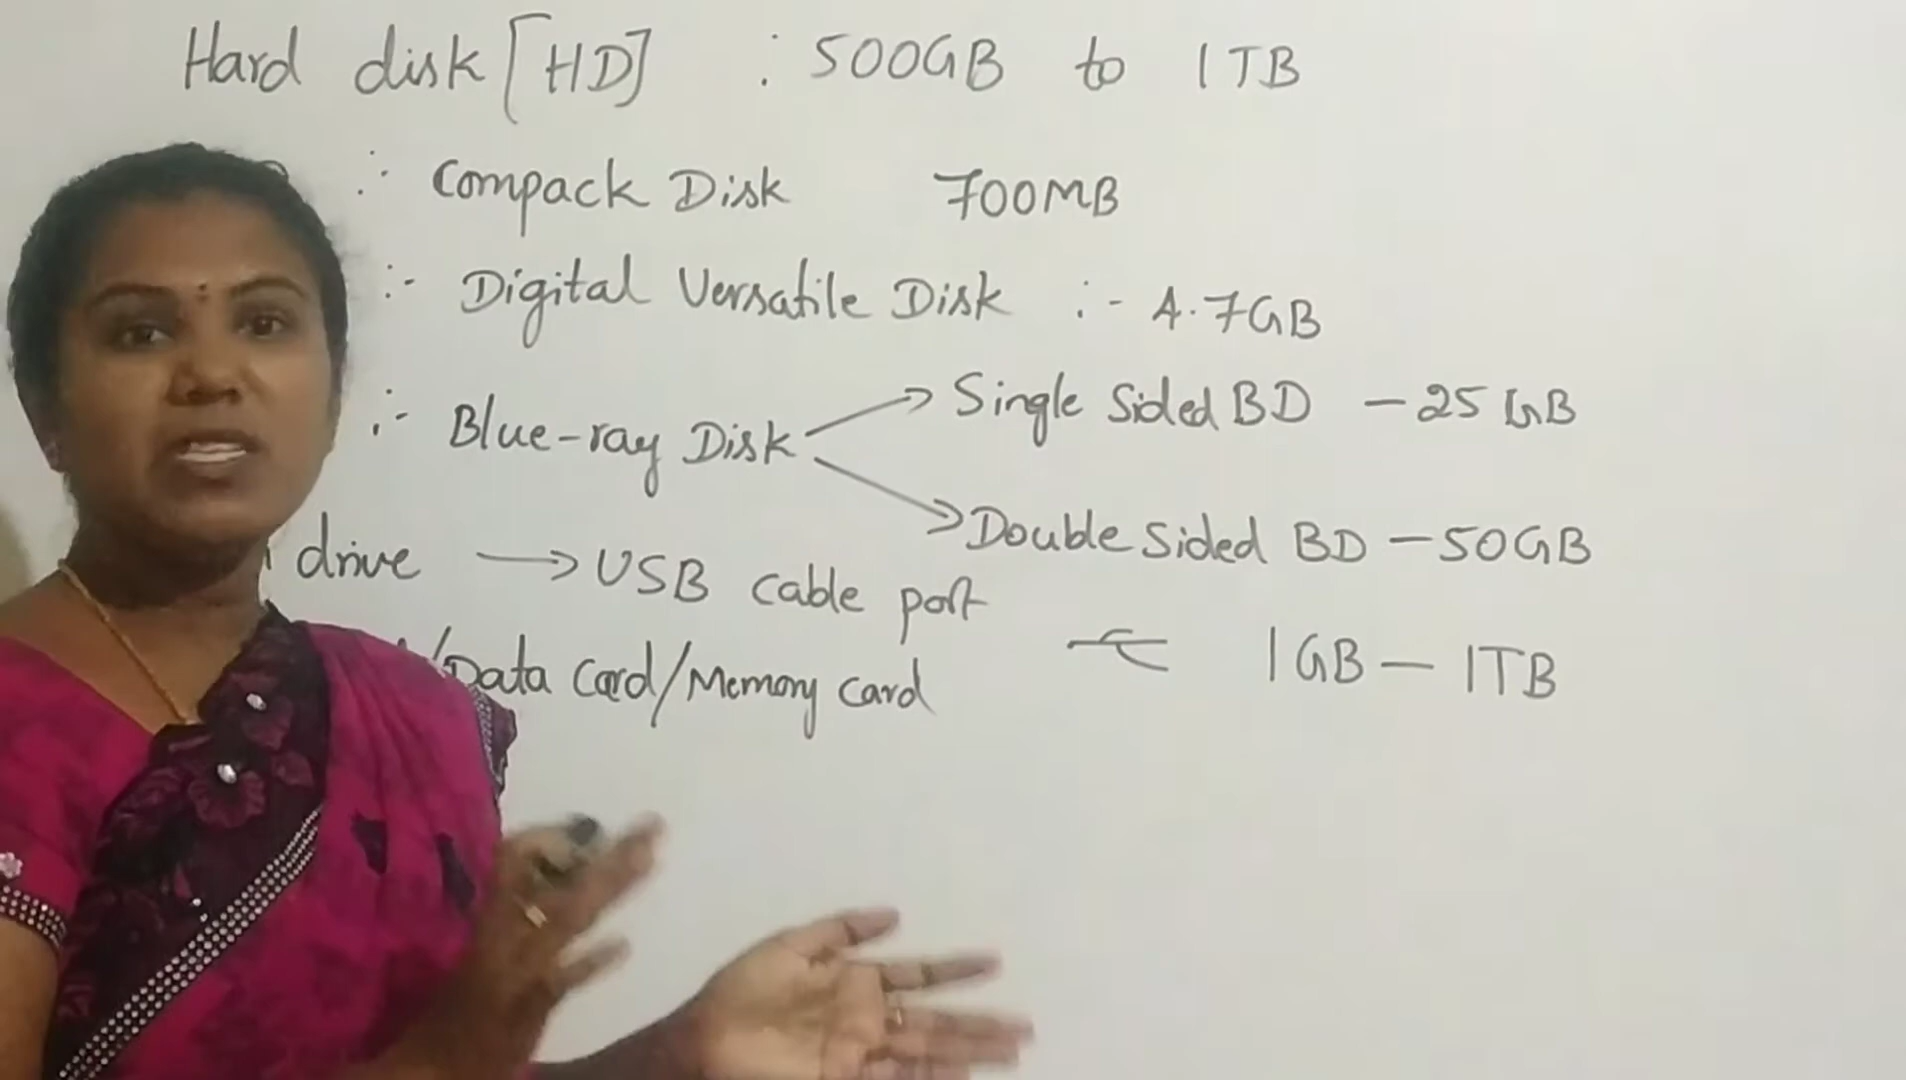 Hard disk [HD] : 500GB to 1TB
:- Compack Disk 700MB
:- Digital Versatile Disk :- 4.7GB
:- Blue-ray Disk → Single Sided BD - 25 GB
→ Double Sided BD - 50GB
drive → USB cable port
/Data Card/Memory card ← 1GB - 1TB